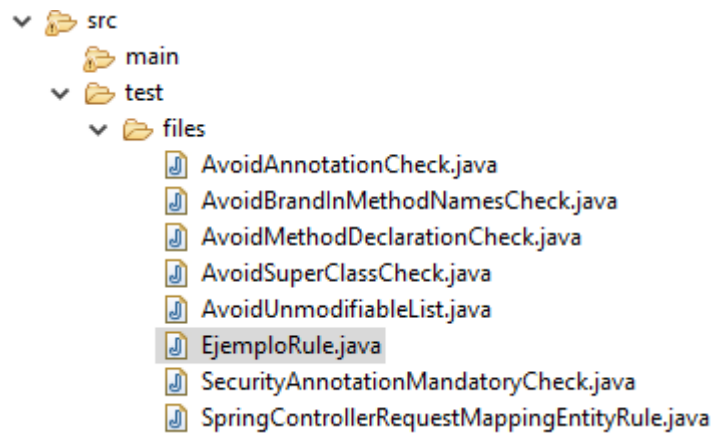 src
main
test
files
AvoidAnnotationCheck.java
AvoidBrandInMethodNamesCheck.java
AvoidMethodDeclarationCheck.java
AvoidSuperClassCheck.java
AvoidUnmodifiableList.java
EjemploRule.java
SecurityAnnotationMandatoryCheck.java
SpringControllerRequestMappingEntityRule.java